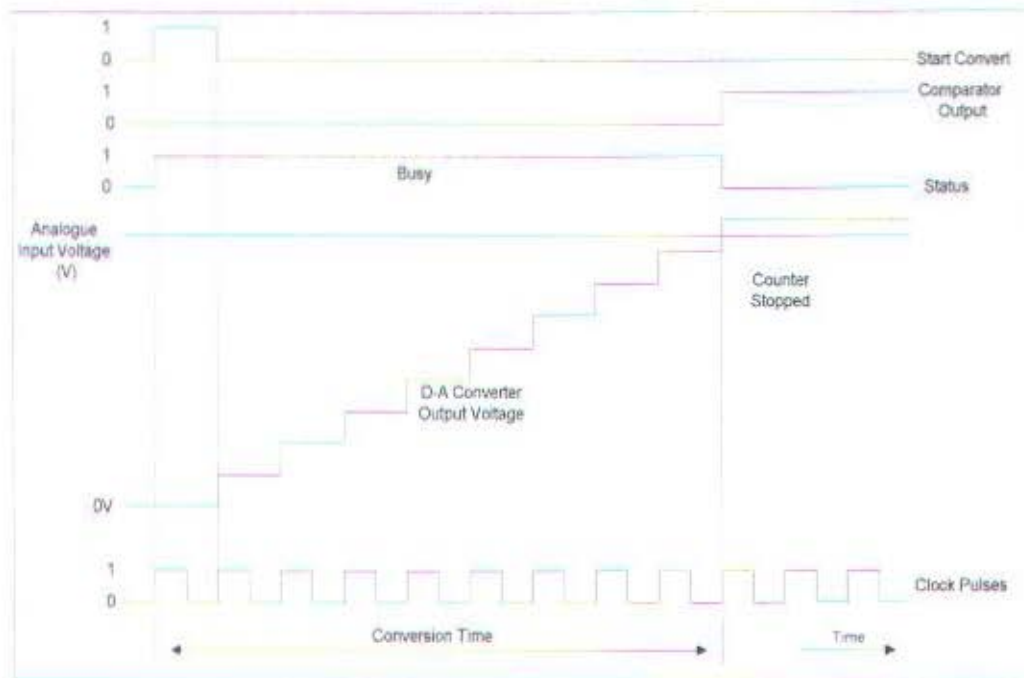 1
0
Start Convert
1
0
Comparator
Output
1
0
Busy
Status
Analogue
Input Voltage
(V)
Counter
Stopped
D-A Converter
Output Voltage
0V
1
0
Clock Pulses
Conversion Time
Time